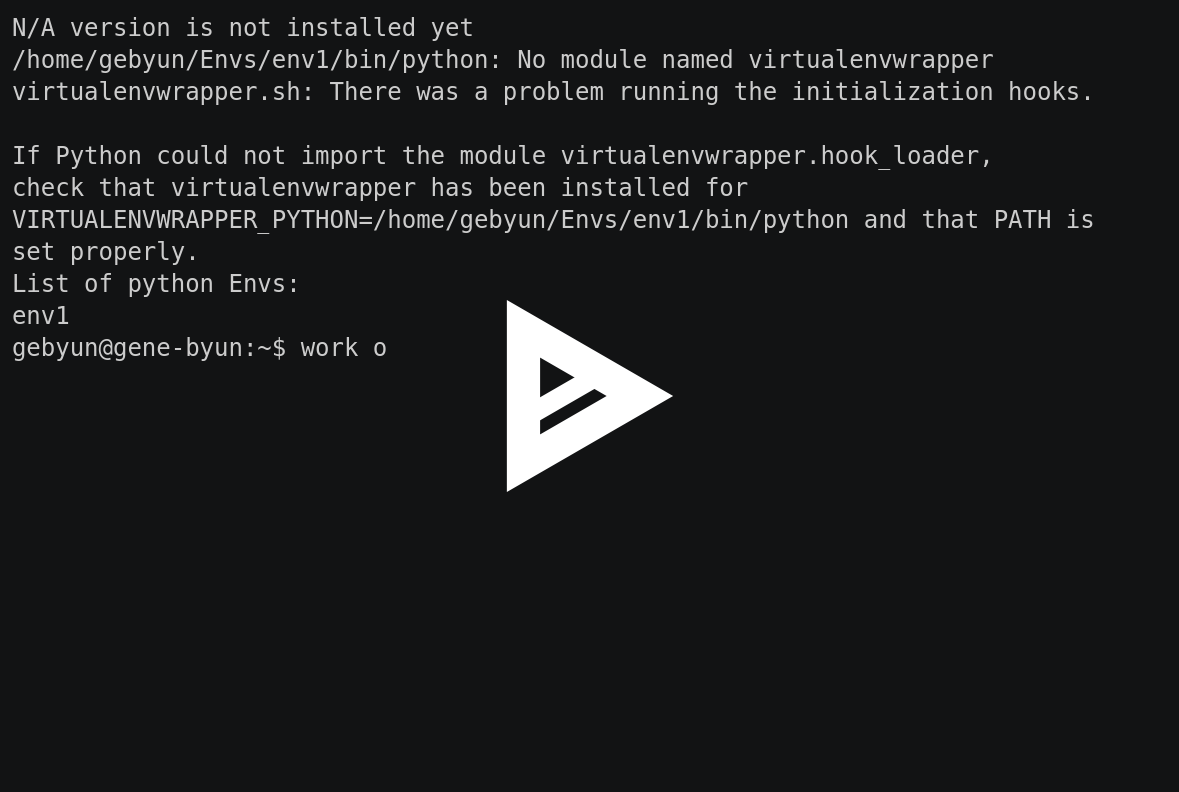 N/A version is not installed yet
/home/gebyun/Envs/env1/bin/python: No module named virtualenvwrapper
virtualenvwrapper.sh: There was a problem running the initialization hooks.

If Python could not import the module virtualenvwrapper.hook_loader,
check that virtualenvwrapper has been installed for
VIRTUALENVWRAPPER_PYTHON=/home/gebyun/Envs/env1/bin/python and that PATH is
set properly.
List of python Envs:
env1
gebyun@gene-byun:~$ work o